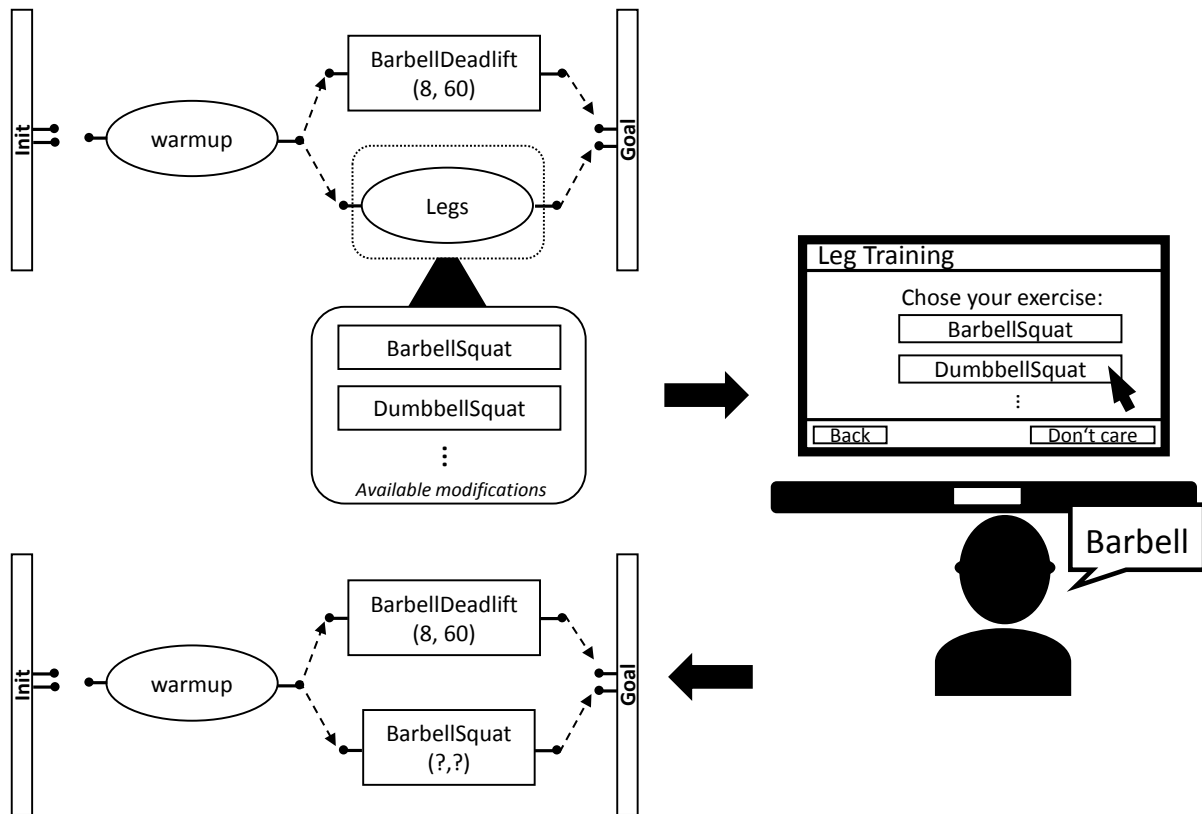 Init
warmup
BarbellDeadlift
(8, 60)
Legs
Goal
BarbellSquat
DumbbellSquat
⋮
Available modifications
Leg Training
Chose your exercise:
BarbellSquat
DumbbellSquat
⋮
Back
Don‘t care
Barbell
Init
warmup
BarbellDeadlift
(8, 60)
BarbellSquat
(?,?)
Goal